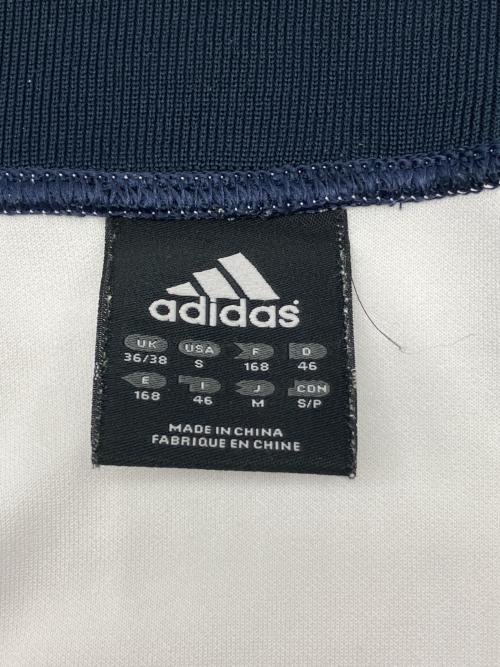 adidas
UK USA F D
36/38 S 168 46
E I J CDN
168 46 M S/P
MADE IN CHINA
FABRIQUE EN CHINE